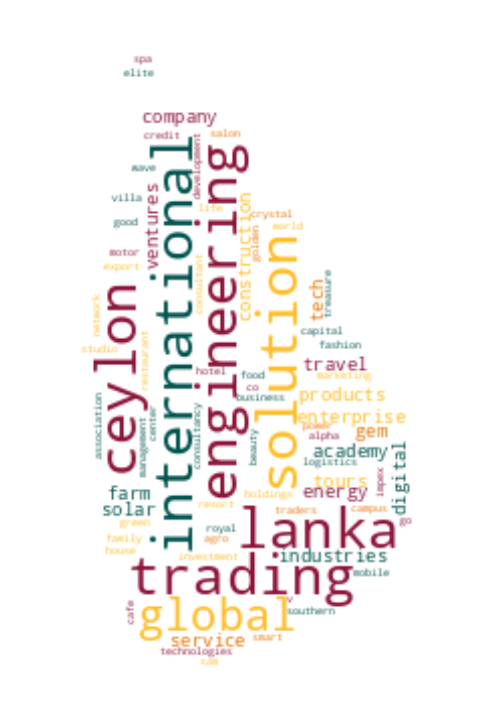 spa
elite
company
credit
salon
development
international
engineering
wave
ventures
villa
life
construction
crystal
good
world
golden
solution
motor
export
consultant
tech
treasure
ceylon
network
capital
restaurant
studio
fashion
travel
hotel
food
marketing
co
business
products
association
center
consultancy
enterprise
management
power
gem
alpha
beauty
academy
digital
logistics
tours
impex
farm
energy
holdings
solar
resort
traders
campus
green
royal
lanka
go
family
agro
house
investment
industries
trading
mobile
global
v
cafe
southern
service
smart
technologies